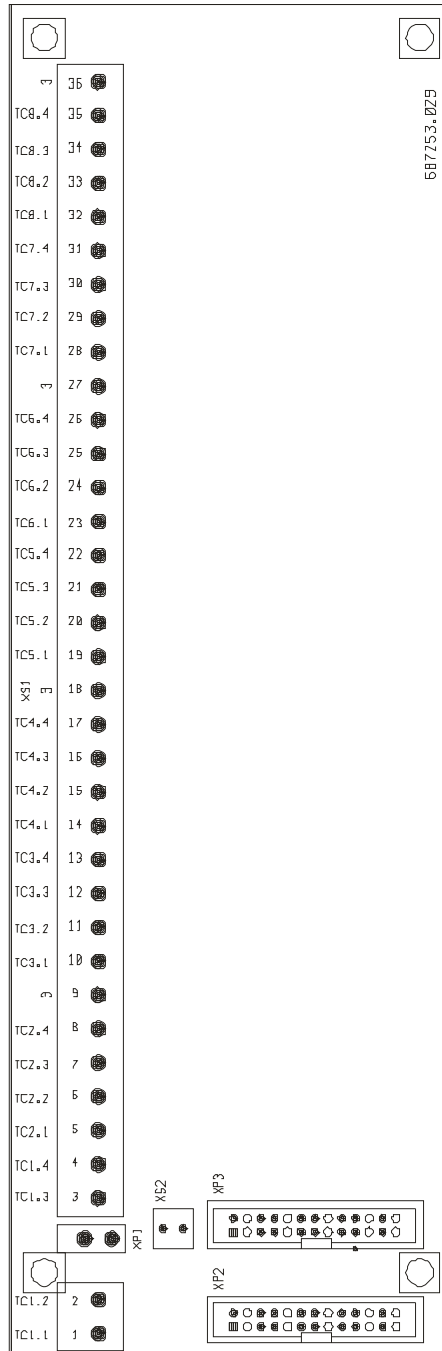 Э 36
TC8.4 35
TC8.3 34
TC8.2 33
TC8.1 32
TC7.4 31
TC7.3 30
TC7.2 29
TC7.1 28
Э 27
TC6.4 26
TC6.3 25
TC6.2 24
TC6.1 23
TC5.4 22
TC5.3 21
TC5.2 20
TC5.1 19
XS1
Э 18
TC4.4 17
TC4.3 16
TC4.2 15
TC4.1 14
TC3.4 13
TC3.3 12
TC3.2 11
TC3.1 10
Э 9
TC2.4 8
TC2.3 7
TC2.2 6
TC2.1 5
TC1.4 4
TC1.3 3
TC1.2 2
TC1.1 1
XP1
XS2
XP3
XP2
687253.029